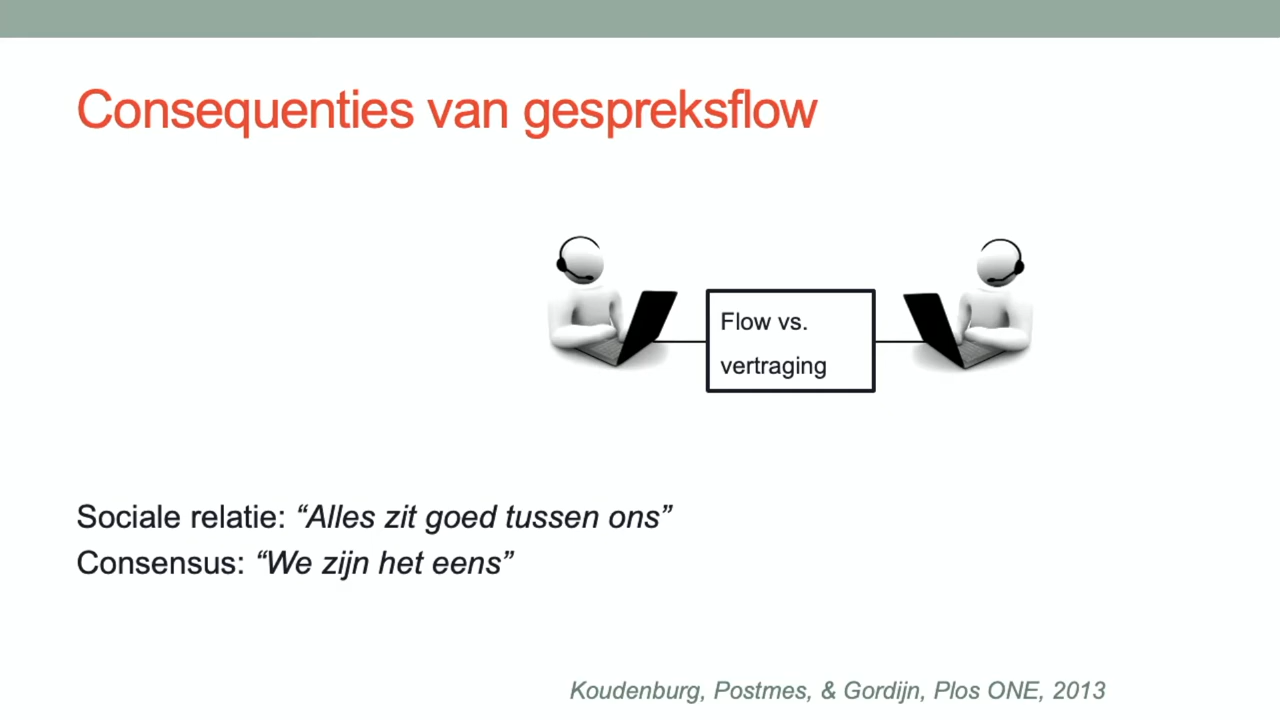 Consequenties van gespreksflow
Flow vs.
vertraging
Sociale relatie: “Alles zit goed tussen ons”
Consensus: “We zijn het eens”
Koudenburg, Postmes, & Gordijn, Plos ONE, 2013